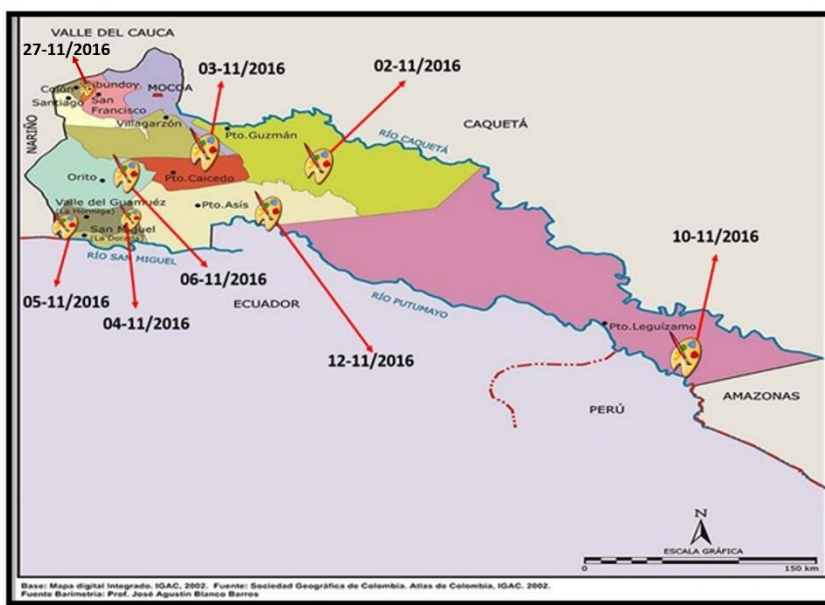 VALLE DEL CAUCA
27-11/2016
03-11/2016
02-11/2016
Colón
Sibundoy
MOCOA
Santiago
San
Francisco
Villagarzón
Pto.Guzmán
RÍO CAQUETÁ
CAQUETÁ
NARIÑO
Orito
Pto.Caicedo
Valle del Guamuéz
(La Hormiga)
Pto.Asís
San Miguel
(La Dorada)
RÍO SAN MIGUEL
10-11/2016
05-11/2016
06-11/2016
04-11/2016
ECUADOR
RÍO PUTUMAYO
12-11/2016
Pto.Leguízamo
AMAZONAS
PERÚ
N
ESCALA GRÁFICA
0 150 km
Base: Mapa digital Integrado. IGAC, 2002. Fuente: Sociedad Geográfica de Colombia. Atlas de Colombia, IGAC. 2002.
Fuente Barimetria: Prof. José Agustin Blanco Barros